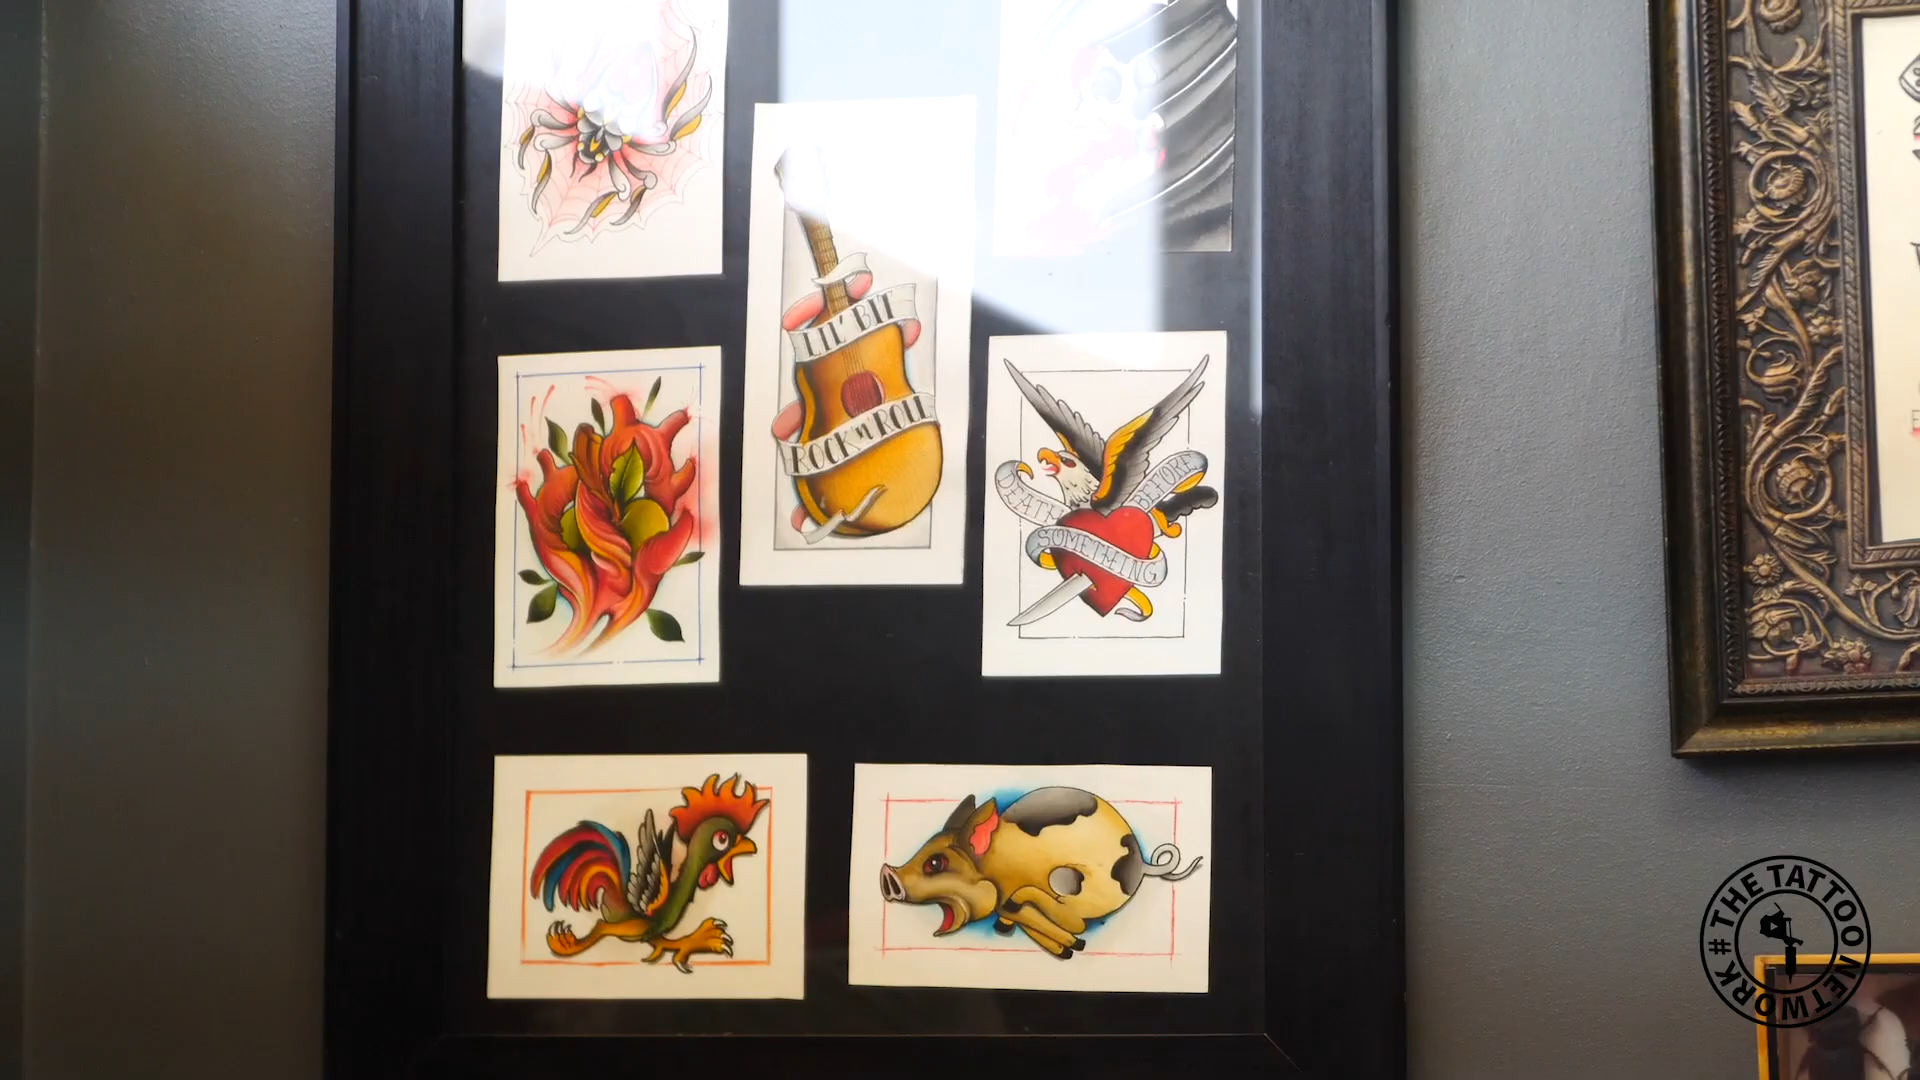 LIL' BIT
ROCK 'N' ROLL
DEATH BEFORE
SOMETHING
# THE TATTOO NETWORK